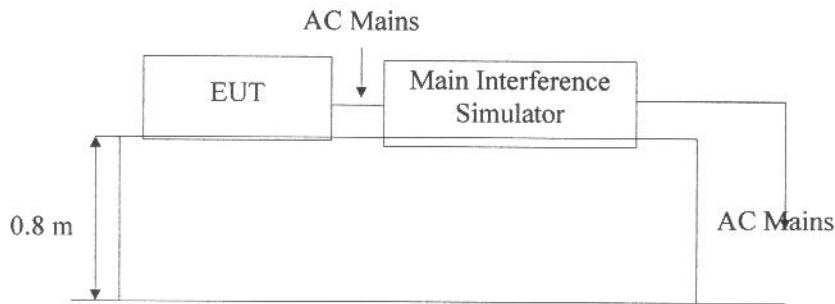 AC Mains
EUT
Main Interference
Simulator
0.8 m
AC Mains